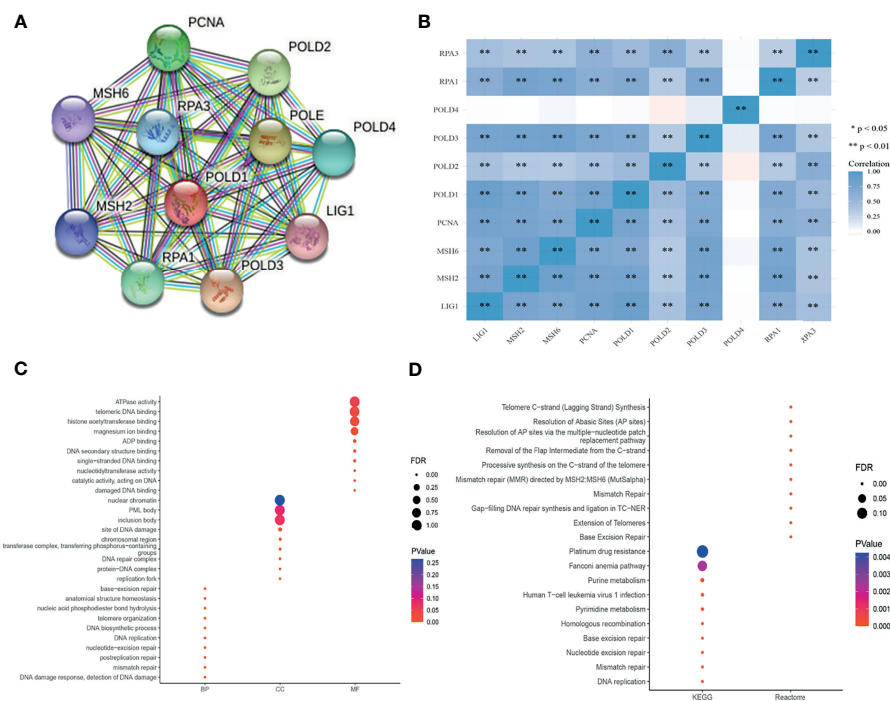 A
PCNA
POLD2
MSH6
RPA3
POLE
POLD4
POLD1
MSH2
LIG1
RPA1
POLD3
B
RPA3 ** ** ** ** ** ** ** ** **
RPA1 ** ** ** ** ** ** ** ** **
POLD4 **
POLD3 ** ** ** ** ** ** ** ** **
POLD2 ** ** ** ** ** ** ** ** **
POLD1 ** ** ** ** ** ** ** ** **
PCNA ** ** ** ** ** ** ** ** **
MSH6 ** ** ** ** ** ** ** ** **
MSH2 ** ** ** ** ** ** ** ** **
LIG1 ** ** ** ** ** ** ** ** **
LIG1 MSH2 MSH6 PCNA POLD1 POLD2 POLD3 POLD4 RPA1 RPA3
* p < 0.05
** p < 0.01
Correlation
1.00
0.75
0.50
0.25
0.00
C
ATPase activity
telomeric DNA binding
histone acetyltransferase binding
magnesium ion binding
ADP binding
DNA secondary structure binding
single-stranded DNA binding
nucleotidyltransferase activity
catalytic activity, acting on DNA
damaged DNA binding
nuclear chromatin
PML body
inclusion body
site of DNA damage
chromosomal region
transferase complex, transferring phosphorus-containing
groups
DNA repair complex
protein-DNA complex
replication fork
base-excision repair
anatomical structure homeostasis
nucleic acid phosphodiester bond hydrolysis
telomere organization
DNA biosynthetic process
DNA replication
nucleotide-excision repair
postreplication repair
mismatch repair
DNA damage response, detection of DNA damage
BP CC MF
FDR
0.00
0.25
0.50
0.75
1.00
PValue
0.25
0.20
0.15
0.10
0.05
0.00
D
Telomere C-strand (Lagging Strand) Synthesis
Resolution of Abasic Sites (AP sites)
Resolution of AP sites via the multiple-nucleotide patch
replacement pathway
Removal of the Flap Intermediate from the C-strand
Processive synthesis on the C-strand of the telomere
Mismatch repair (MMR) directed by MSH2:MSH6 (MutSalpha)
Mismatch Repair
Gap-filling DNA repair synthesis and ligation in TC-NER
Extension of Telomeres
Base Excision Repair
Platinum drug resistance
Fanconi anemia pathway
Purine metabolism
Human T-cell leukemia virus 1 infection
Pyrimidine metabolism
Homologous recombination
Base excision repair
Nucleotide excision repair
Mismatch repair
DNA replication
KEGG Reactome
FDR
0.00
0.05
0.10
PValue
0.004
0.003
0.002
0.001
0.000